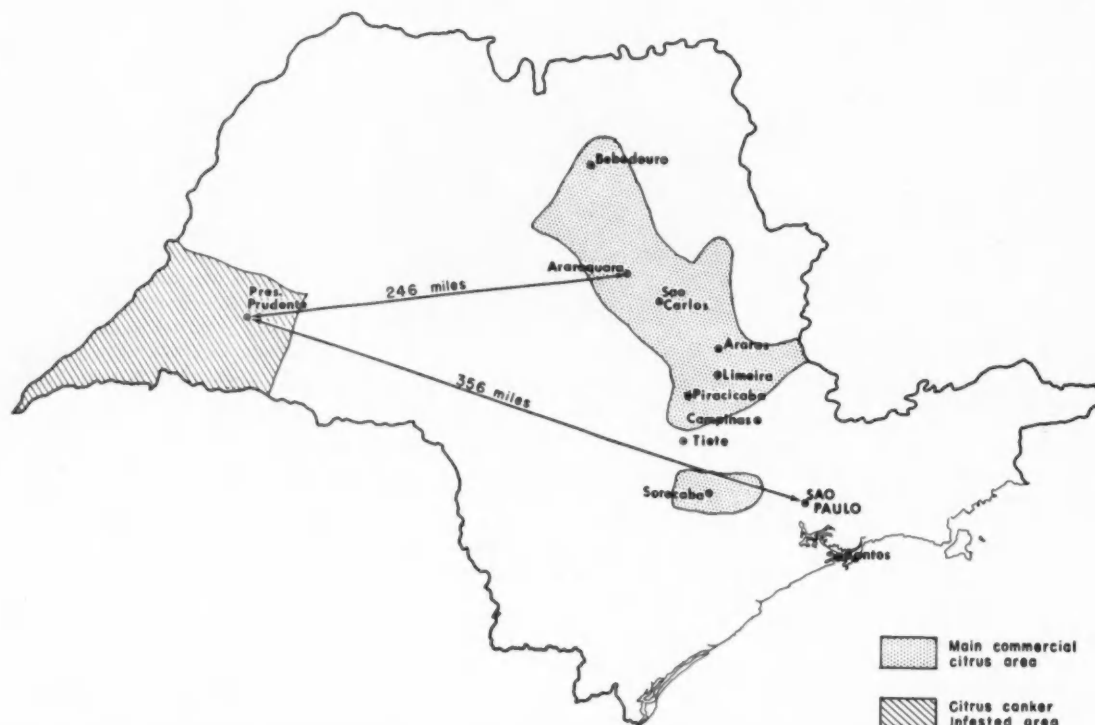 Bebedouro
Araraquara
246 miles
Sao
Carlos
Pres.
Prudente
Araras
Limeira
356 miles
Piracicaba
Campinas
Tiete
Sorocaba
SAO
PAULO
Santos
Main commercial
citrus area
Citrus canker
Infested area